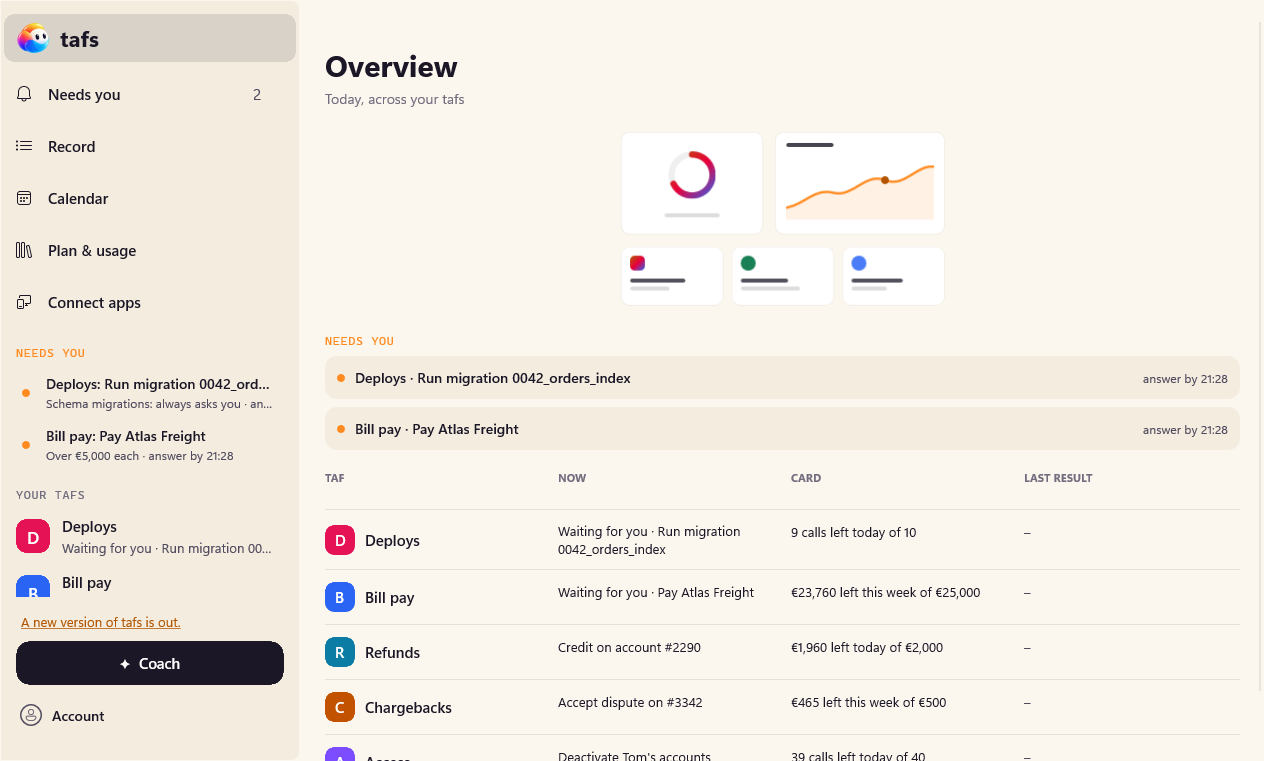 tafs
Needs you 2
Record
Calendar
Plan & usage
Connect apps
NEEDS YOU
Deploys: Run migration 0042_ord...
Schema migrations: always asks you · an...
Bill pay: Pay Atlas Freight
Over €5,000 each · answer by 21:28
YOUR TAFS
D Deploys
Waiting for you · Run migration 00...
B Bill pay
A new version of tafs is out.
Coach
Account
Overview
Today, across your tafs
NEEDS YOU
Deploys · Run migration 0042_orders_index answer by 21:28
Bill pay · Pay Atlas Freight answer by 21:28
TAF NOW CARD LAST RESULT
D Deploys Waiting for you · Run migration 0042_orders_index 9 calls left today of 10 –
B Bill pay Waiting for you · Pay Atlas Freight €23,760 left this week of €25,000 –
R Refunds Credit on account #2290 €1,960 left today of €2,000 –
C Chargebacks Accept dispute on #3342 €465 left this week of €500 –
A Access Deactivate Tom's accounts 39 calls left today of 40 –